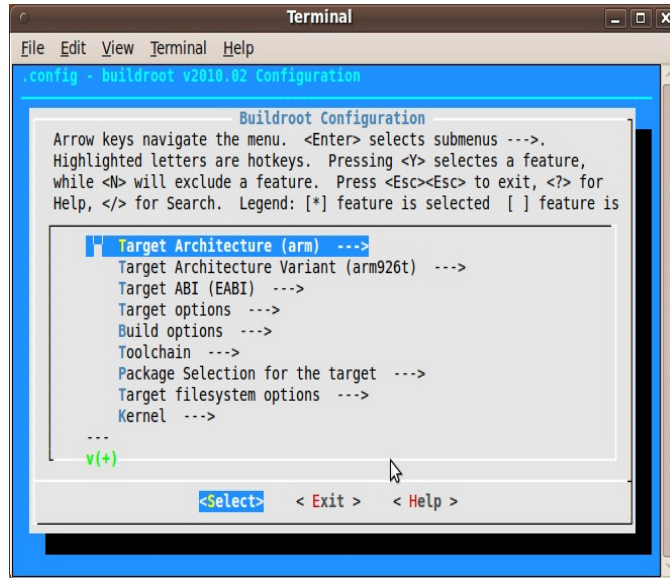 Terminal
File Edit View Terminal Help
.config - buildroot v2010.02 Configuration
Buildroot Configuration
Arrow keys navigate the menu. <Enter> selects submenus --->.
Highlighted letters are hotkeys. Pressing <Y> selectes a feature,
while <N> will exclude a feature. Press <Esc><Esc> to exit, <?> for
Help, </> for Search. Legend: [*] feature is selected [ ] feature is
Target Architecture (arm) --->
Target Architecture Variant (arm926t) --->
Target ABI (EABI) --->
Target options --->
Build options --->
Toolchain --->
Package Selection for the target --->
Target filesystem options --->
Kernel --->
---
v(+)
<Select> < Exit > < Help >